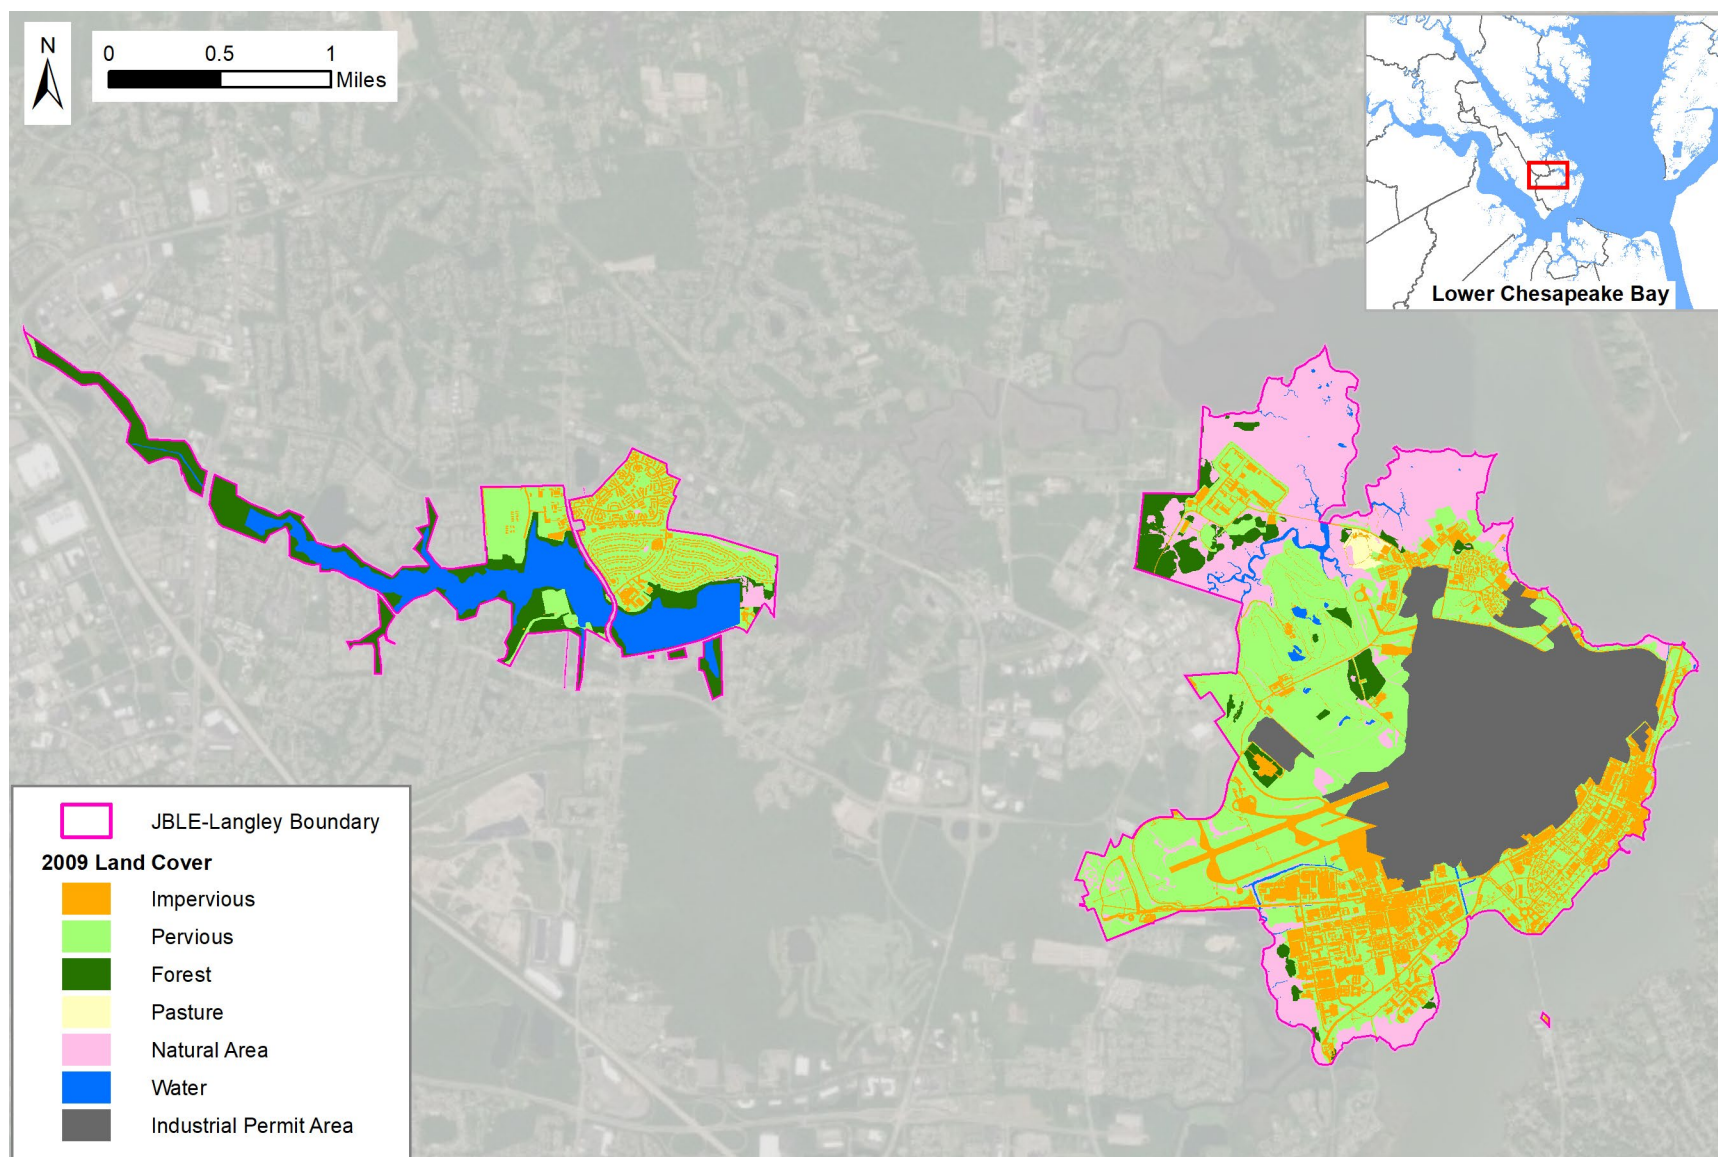 N
0 0.5 1
Miles
Lower Chesapeake Bay
JBLE-Langley Boundary
2009 Land Cover
Impervious
Pervious
Forest
Pasture
Natural Area
Water
Industrial Permit Area